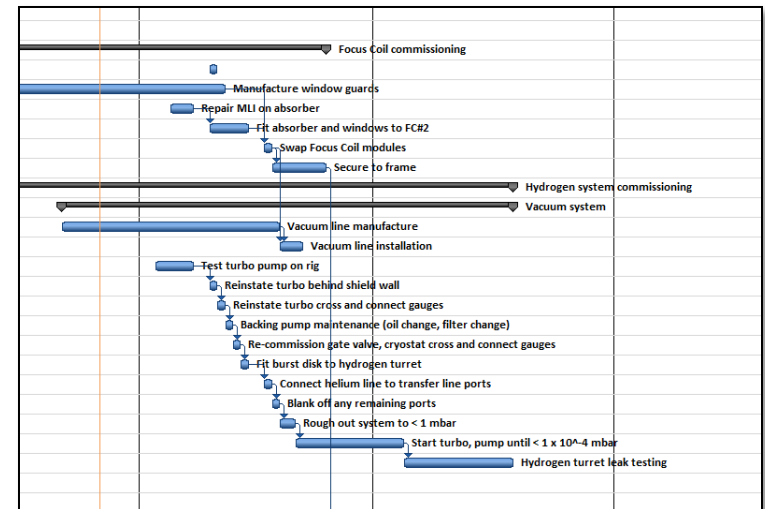 Focus Coil commissioning
Manufacture window guards
Repair MLI on absorber
Fit absorber and windows to FC#2
Swap Focus Coil modules
Secure to frame
Hydrogen system commissioning
Vacuum system
Vacuum line manufacture
Vacuum line installation
Test turbo pump on rig
Reinstate turbo behind shield wall
Reinstate turbo cross and connect gauges
Backing pump maintenance (oil change, filter change)
Re-commission gate valve, cryostat cross and connect gauges
Fit burst disk to hydrogen turret
Connect helium line to transfer line ports
Blank off any remaining ports
Rough out system to < 1 mbar
Start turbo, pump until < 1 x 10^-4 mbar
Hydrogen turret leak testing